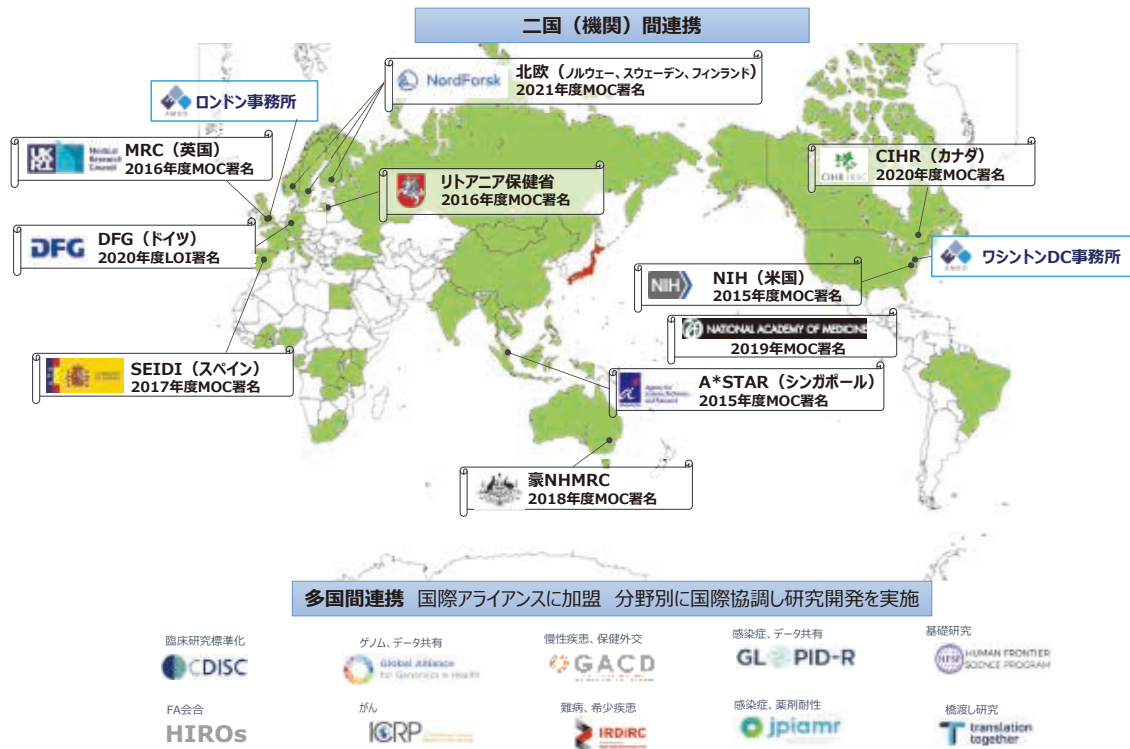 二国（機関）間連携
NordForsk
北欧（ノルウェー、スウェーデン、フィンランド）
2021年度MOC署名
AMED
ロンドン事務所
Medical
Research
Council
MRC（英国）
2016年度MOC署名
リトアニア保健省
2016年度MOC署名
CIHR IRSC
CIHR（カナダ）
2020年度MOC署名
DFG
DFG（ドイツ）
2020年度LOI署名
AMED
ワシントンDC事務所
NIH
NIH（米国）
2015年度MOC署名
NATIONAL ACADEMY OF MEDICINE
2019年MOC署名
SEIDI（スペイン）
2017年度MOC署名
A*STAR（シンガポール）
2015年度MOC署名
豪NHMRC
2018年度MOC署名
多国間連携 国際アライアンスに加盟 分野別に国際協調し研究開発を実施
臨床研究標準化
CDISC
ゲノム、データ共有
Global Alliance
for Genomics & Health
慢性疾患、保健外交
GACD
感染症、データ共有
GLOPID-R
基礎研究
HFSP
HUMAN FRONTIER
SCIENCE PROGRAM
FA会合
HIROs
がん
ICRP
難病、希少疾患
IRDiRC
感染症、薬剤耐性
jpiamr
橋渡し研究
translation
together